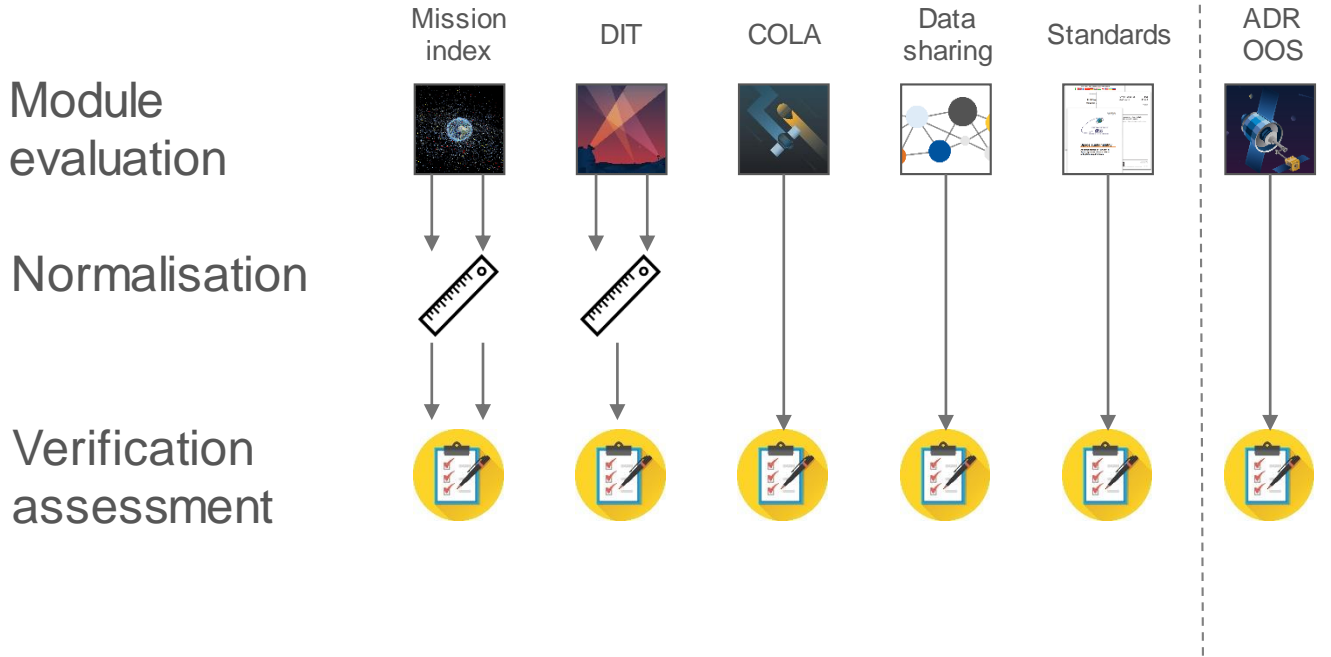 Mission
index
DIT
COLA
Data
sharing
Standards
ADR
OOS
Module
evaluation
Normalisation
Verification
assessment